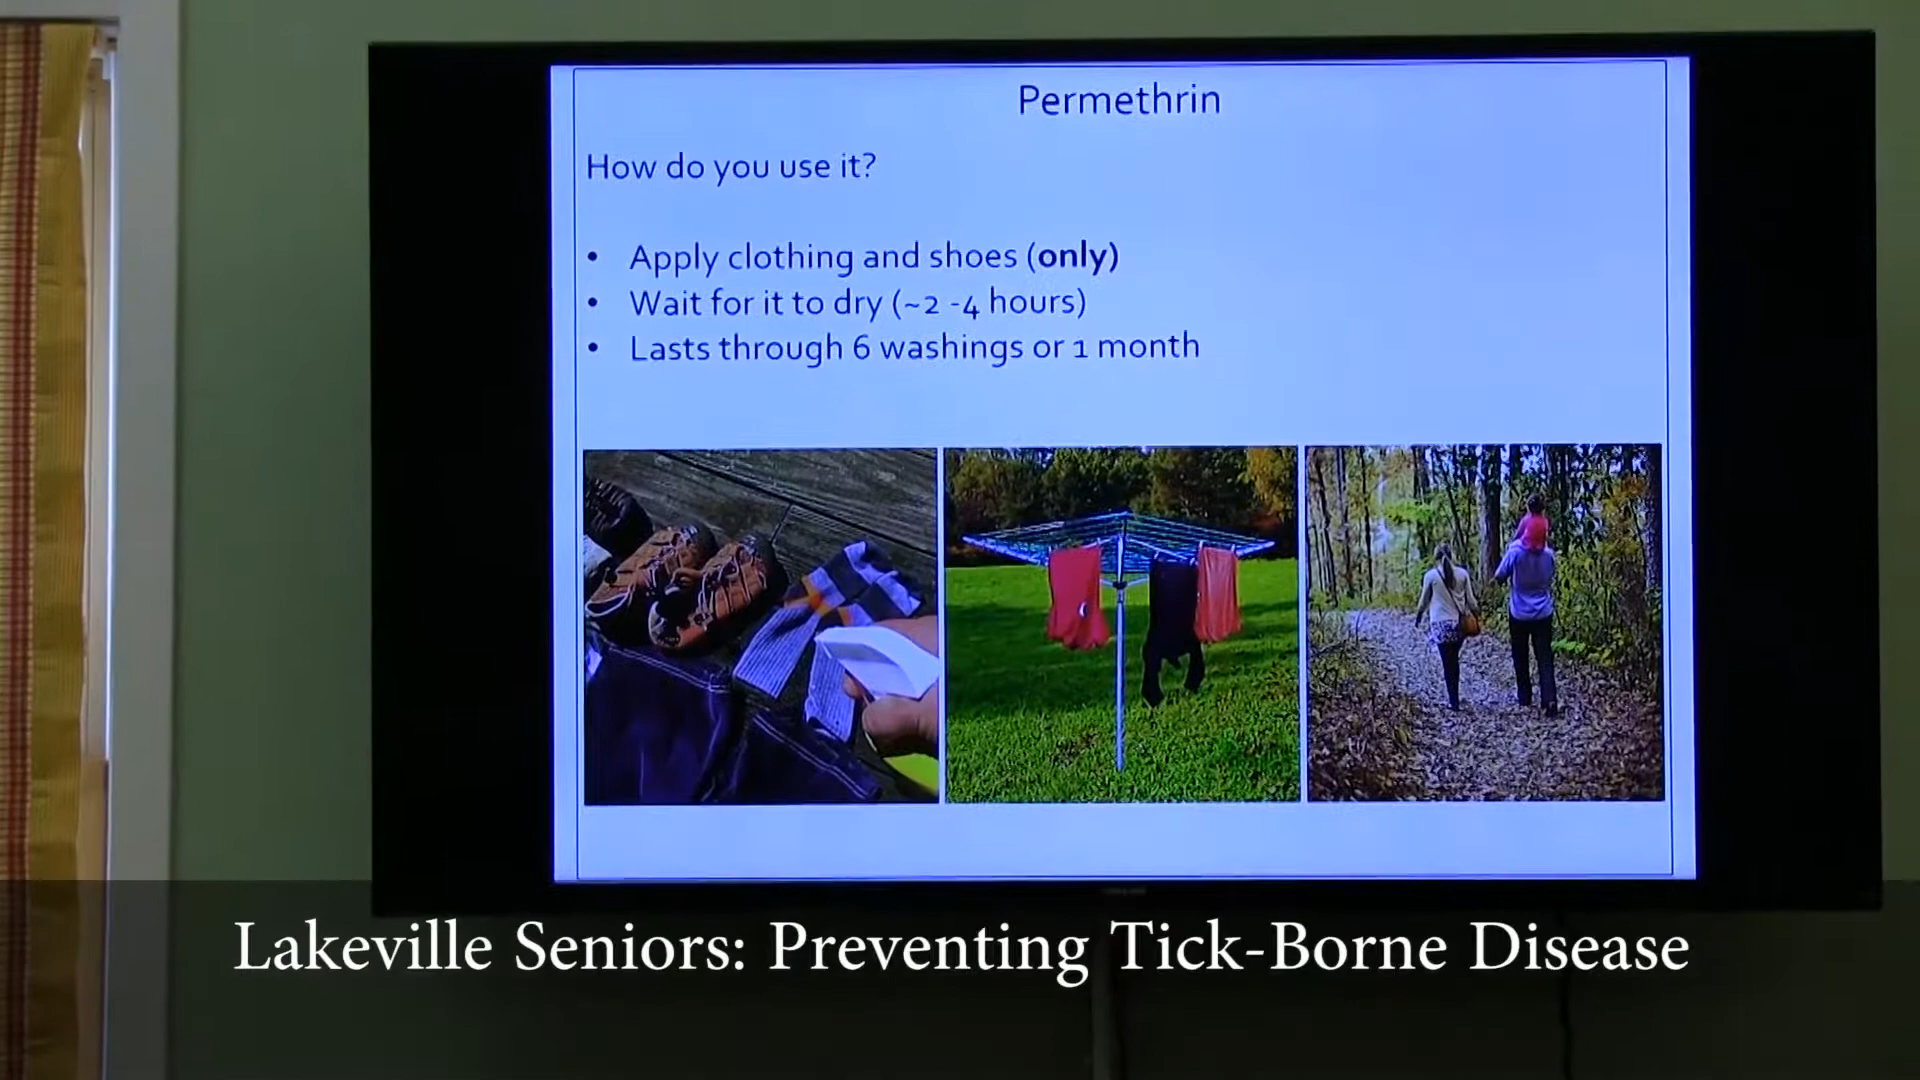 Permethrin
How do you use it?
• Apply clothing and shoes (only)
• Wait for it to dry (~2 -4 hours)
• Lasts through 6 washings or 1 month
Lakeville Seniors: Preventing Tick-Borne Disease